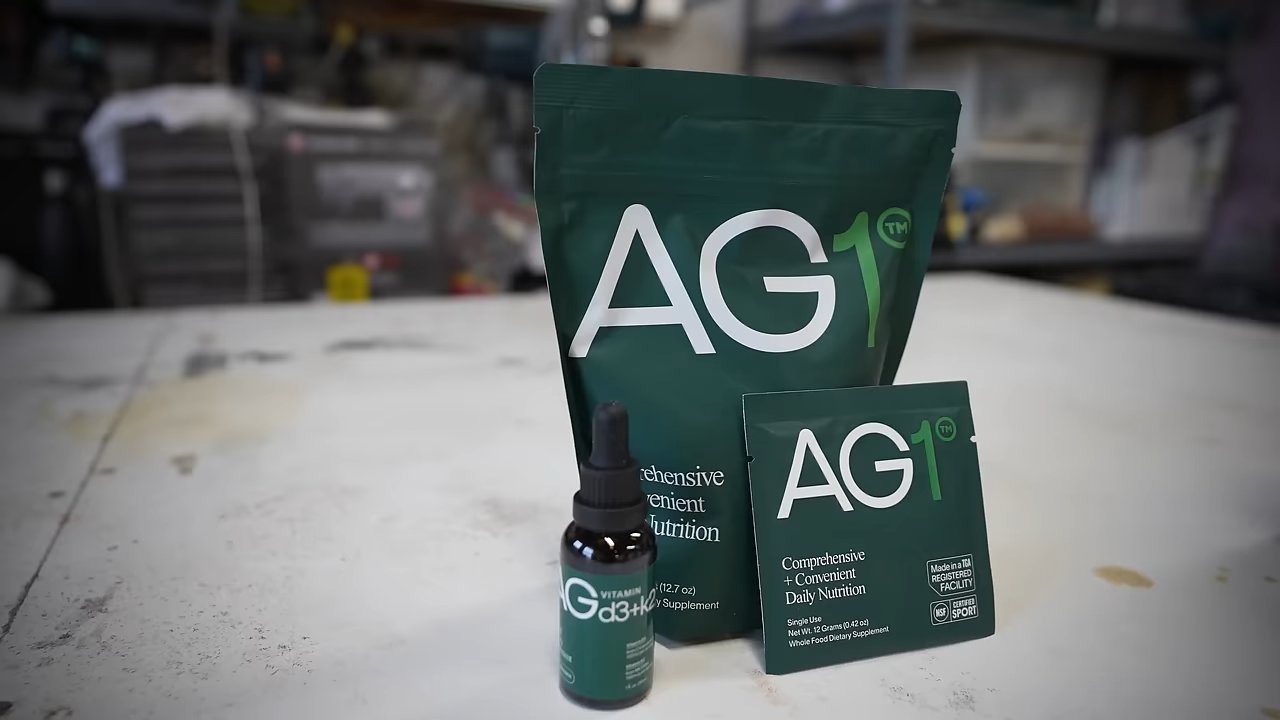 AG1™
rehensive
venient
Nutrition
(12.7 oz)
y Supplement
AG1™
Comprehensive
+ Convenient
Daily Nutrition
Made in a TGA
REGISTERED
FACILITY
NSF CERTIFIED
SPORT
Single Use
Net Wt. 12 Grams (0.42 oz)
Whole Food Dietary Supplement
AG VITAMIN
d3+k2